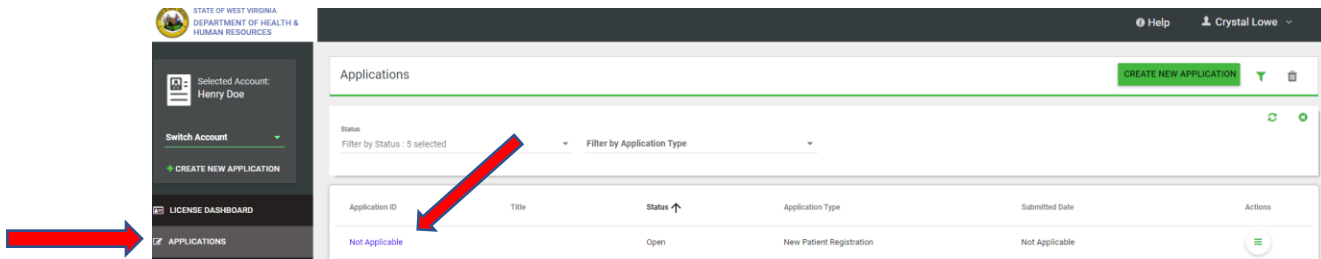 STATE OF WEST VIRGINIA
DEPARTMENT OF HEALTH &
HUMAN RESOURCES
Help
Crystal Lowe
Selected Account:
Henry Doe
Switch Account
+ CREATE NEW APPLICATION
LICENSE DASHBOARD
APPLICATIONS
Applications
CREATE NEW APPLICATION
Status
Filter by Status : 5 selected
Filter by Application Type
Application ID Title Status Application Type Submitted Date Actions
Not Applicable Open New Patient Registration Not Applicable